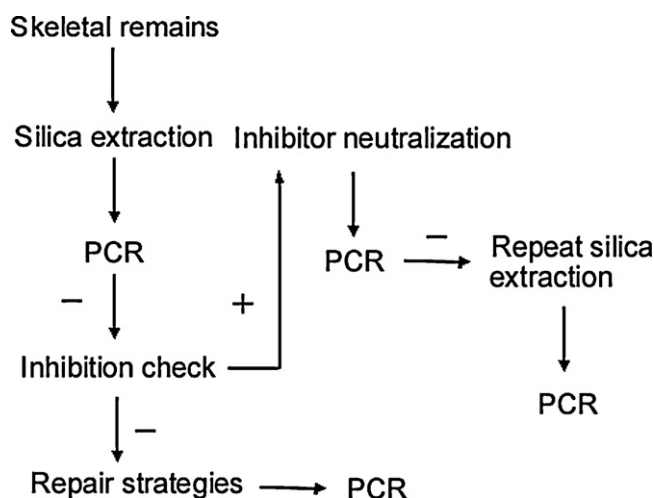 Skeletal remains
Silica extraction
Inhibitor neutralization
PCR
PCR
−
Repeat silica
extraction
−
+
Inhibition check
PCR
−
Repair strategies
PCR